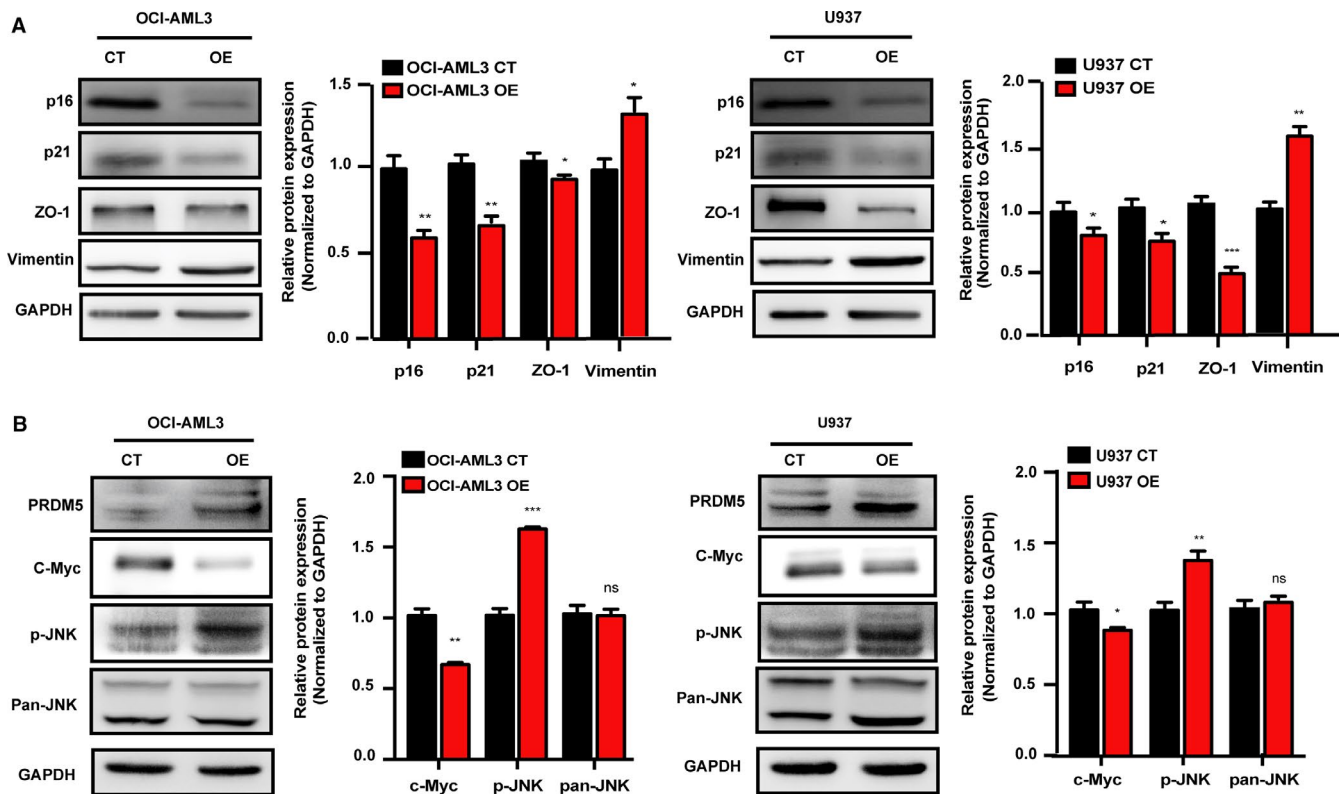 A
OCI-AML3
CT OE
p16
p21
ZO-1
Vimentin
GAPDH
OCI-AML3 CT
OCI-AML3 OE
Relative protein expression
(Normalized to GAPDH)
1.5
1.0
0.5
0.0
** ** * *
p16 p21 ZO-1 Vimentin
U937
CT OE
p16
p21
ZO-1
Vimentin
GAPDH
U937 CT
U937 OE
Relative protein expression
(Normalized to GAPDH)
2.0
1.5
1.0
0.5
0.0
* * *** **
p16 p21 ZO-1 Vimentin
B
OCI-AML3
CT OE
PRDM5
C-Myc
p-JNK
Pan-JNK
GAPDH
OCI-AML3 CT
OCI-AML3 OE
Relative protein expression
(Normalized to GAPDH)
2.0
1.5
1.0
0.5
0.0
** *** ns
c-Myc p-JNK pan-JNK
U937
CT OE
PRDM5
C-Myc
p-JNK
Pan-JNK
GAPDH
U937 CT
U937 OE
Relative protein expression
(Normalized to GAPDH)
2.0
1.5
1.0
0.5
0.0
* ** ns
c-Myc p-JNK pan-JNK